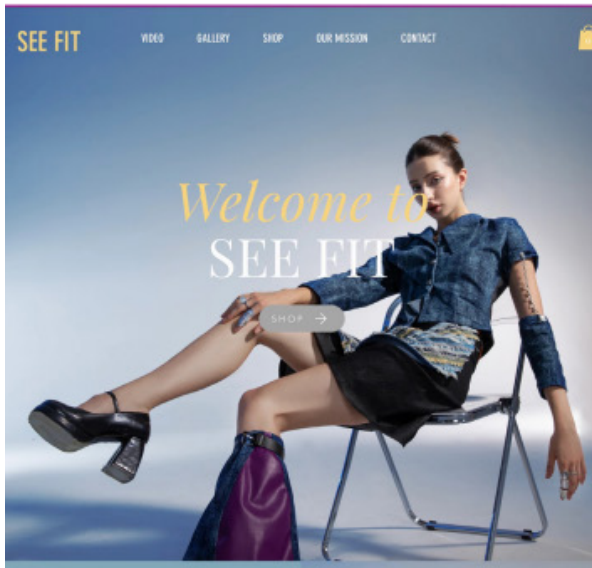 SEE FIT
VIDEO GALLERY SHOP OUR MISSION CONTACT
Welcome to
SEE FIT
SHOP →